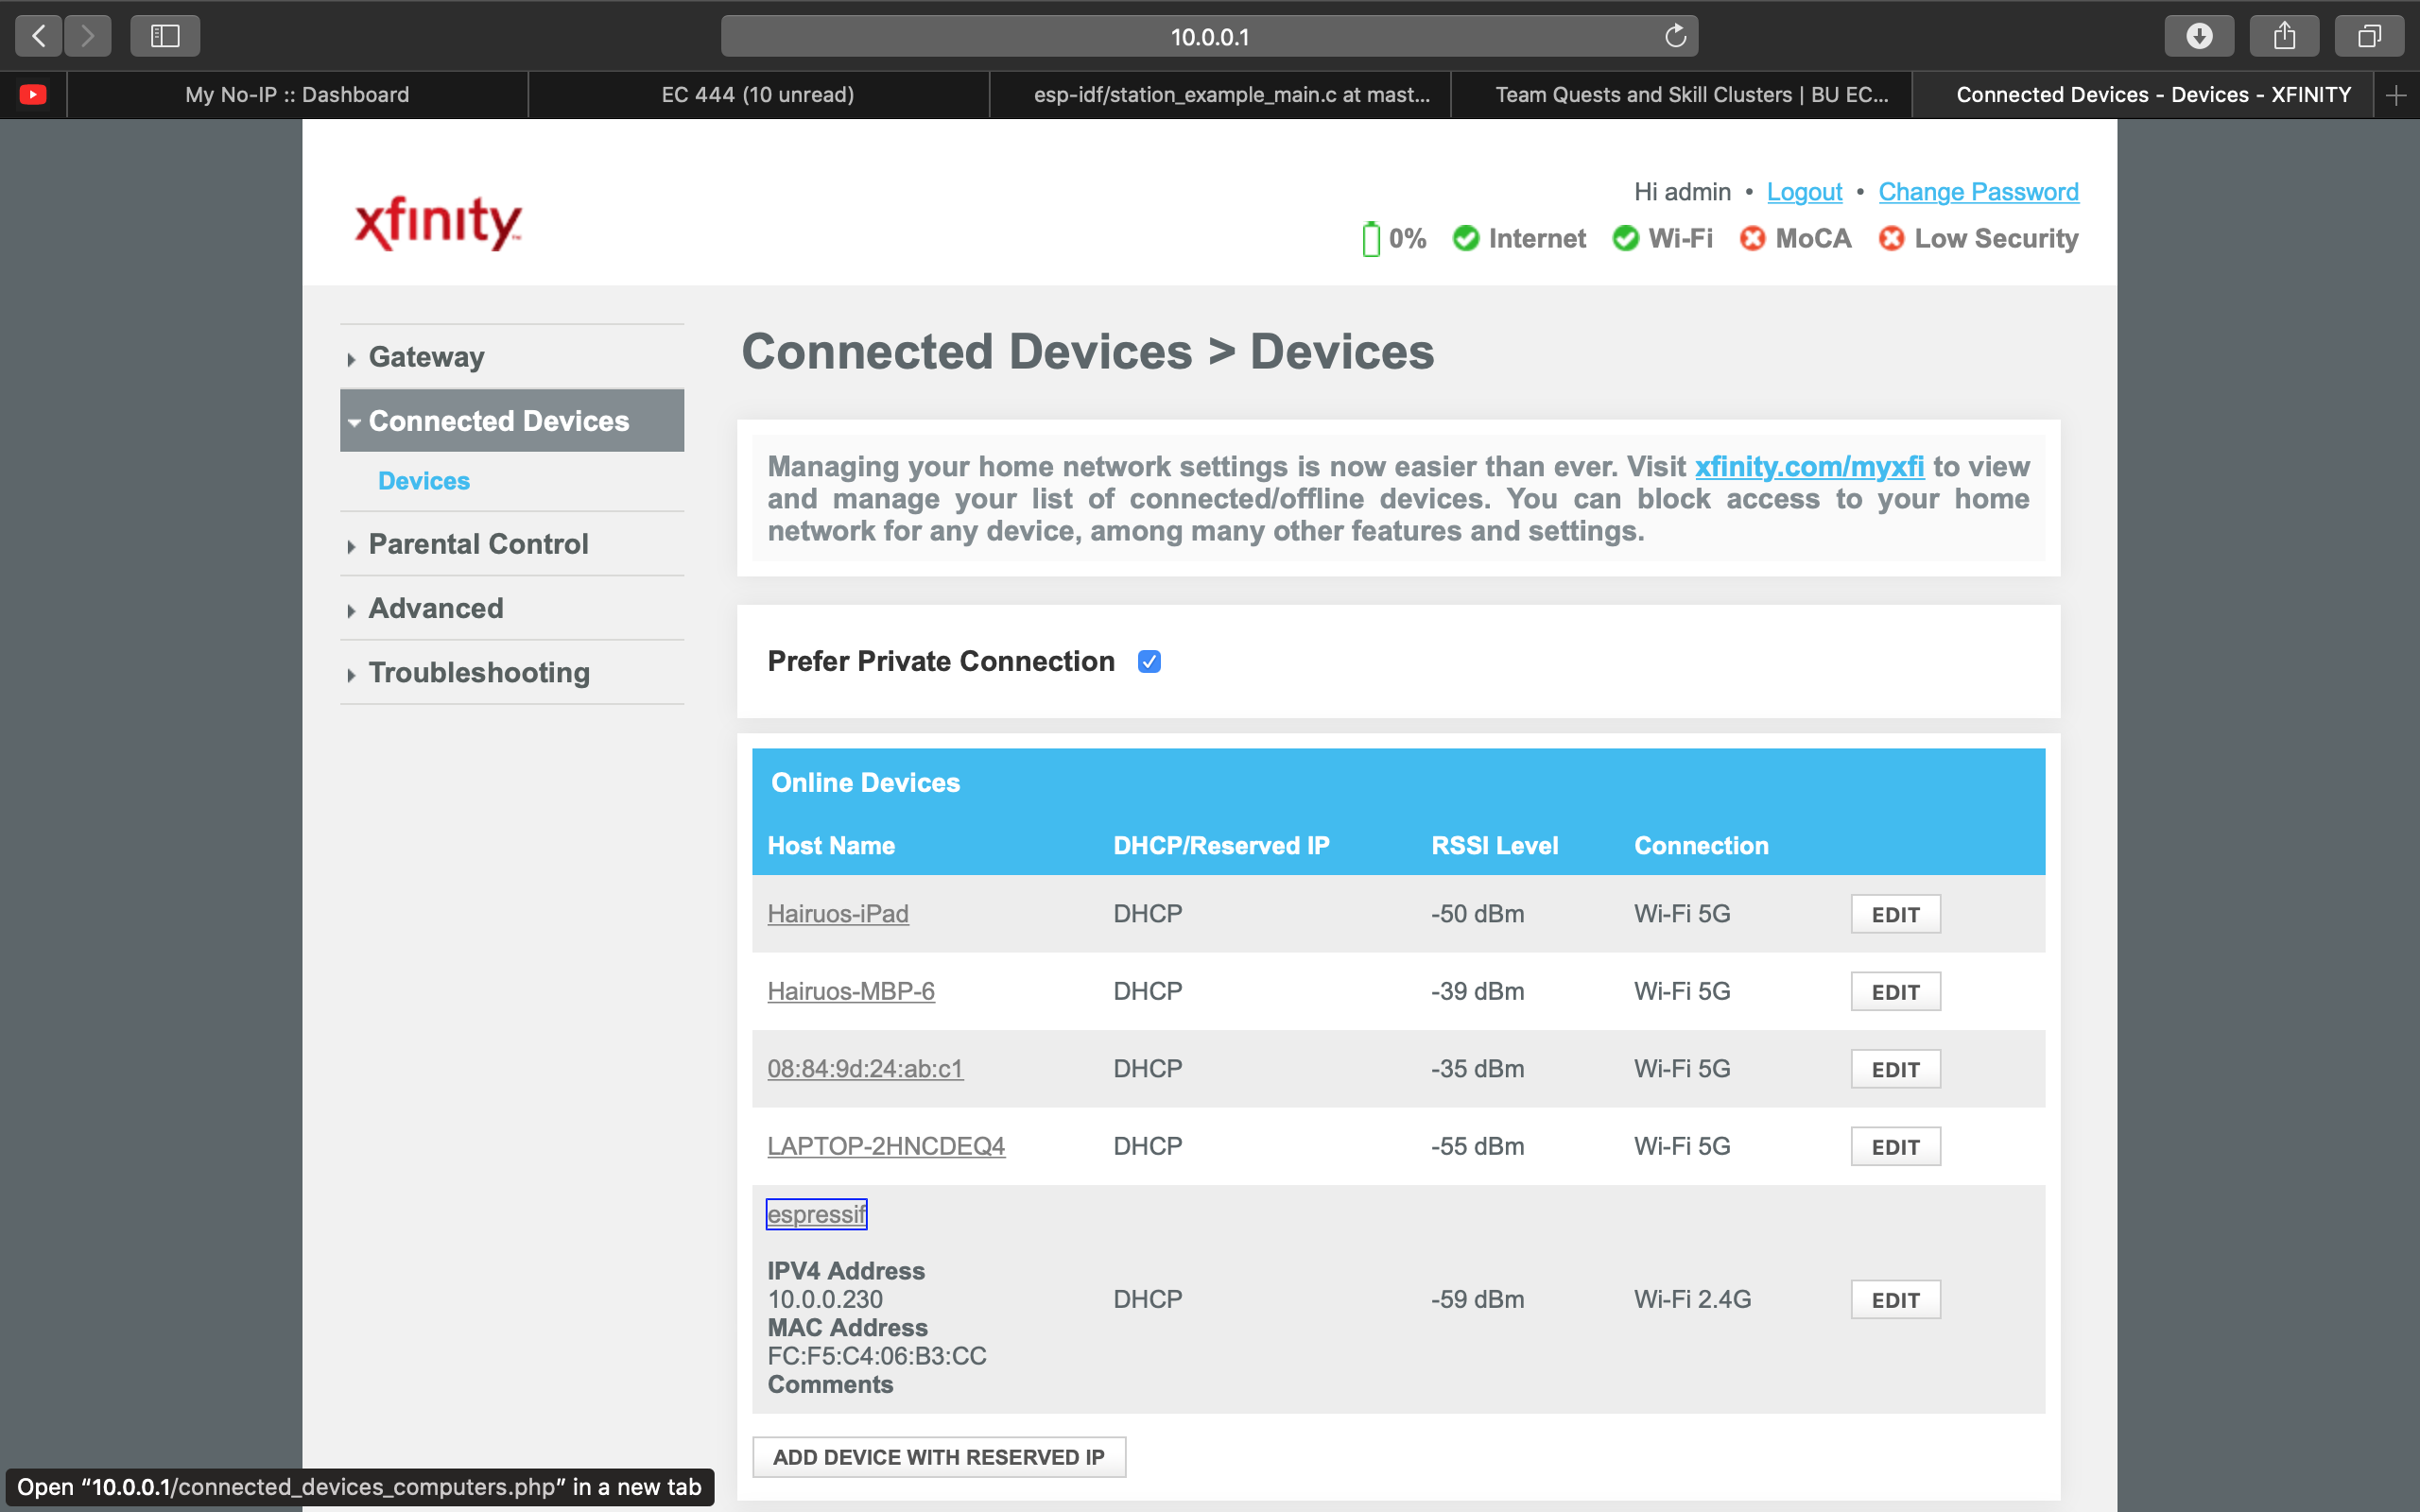 10.0.0.1
My No-IP :: Dashboard
EC 444 (10 unread)
esp-idf/station_example_main.c at mast...
Team Quests and Skill Clusters | BU EC...
Connected Devices - Devices - XFINITY
xfinity
Hi admin • Logout • Change Password
0% Internet Wi-Fi MoCA Low Security
Gateway
Connected Devices
Devices
Parental Control
Advanced
Troubleshooting
Connected Devices > Devices
Managing your home network settings is now easier than ever. Visit xfinity.com/myxfi to view
and manage your list of connected/offline devices. You can block access to your home
network for any device, among many other features and settings.
Prefer Private Connection
Online Devices
Host Name DHCP/Reserved IP RSSI Level Connection
Hairuos-iPad DHCP -50 dBm Wi-Fi 5G EDIT
Hairuos-MBP-6 DHCP -39 dBm Wi-Fi 5G EDIT
08:84:9d:24:ab:c1 DHCP -35 dBm Wi-Fi 5G EDIT
LAPTOP-2HNCDEQ4 DHCP -55 dBm Wi-Fi 5G EDIT
espressif
IPV4 Address
10.0.0.230 DHCP -59 dBm Wi-Fi 2.4G EDIT
MAC Address
FC:F5:C4:06:B3:CC
Comments
ADD DEVICE WITH RESERVED IP
Open “10.0.0.1/connected_devices_computers.php” in a new tab